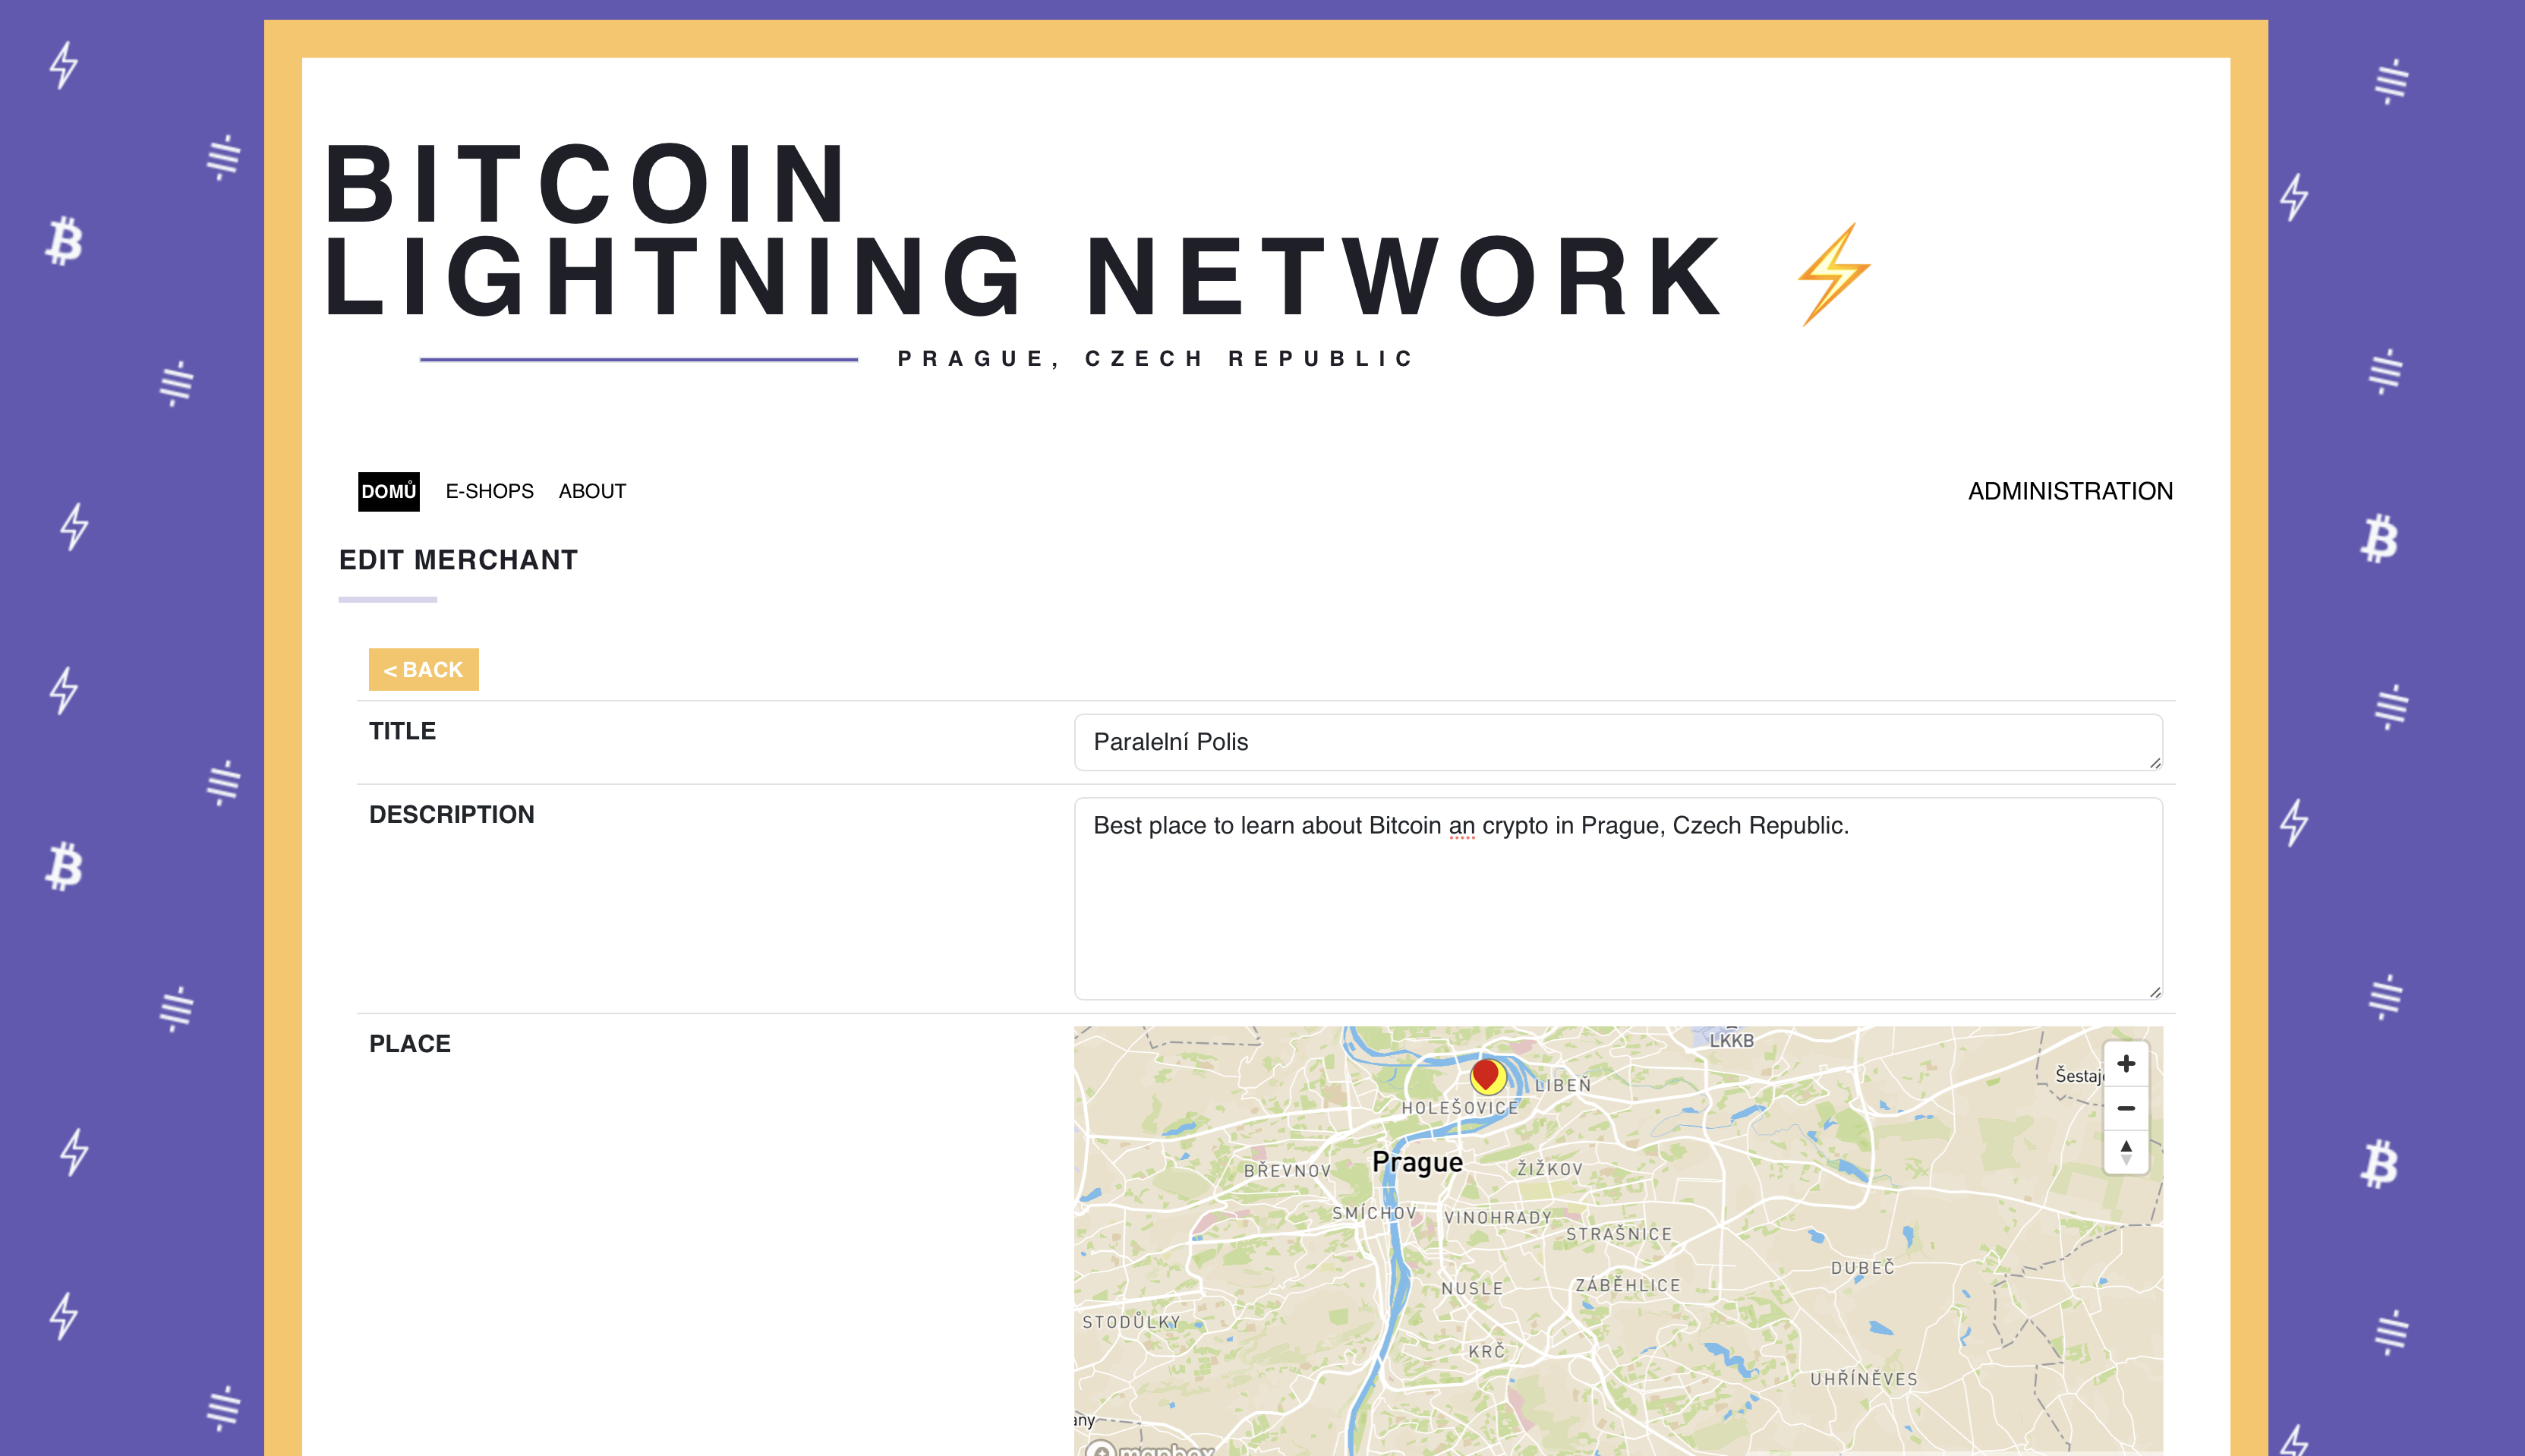 BITCOIN
LIGHTNING NETWORK ⚡
PRAGUE, CZECH REPUBLIC
DOMŮ E-SHOPS ABOUT ADMINISTRATION
EDIT MERCHANT
< BACK
TITLE
Paralelní Polis
DESCRIPTION
Best place to learn about Bitcoin an crypto in Prague, Czech Republic.
PLACE
LKKB
Šestaj
LIBEŇ
HOLEŠOVICE
Prague
BŘEVNOV
ŽIŽKOV
SMÍCHOV
VINOHRADY
STRAŠNICE
DUBEČ
NUSLE
ZÁBĚHLICE
STODŮLKY
KRČ
UHŘÍNĚVES
any
mapbox